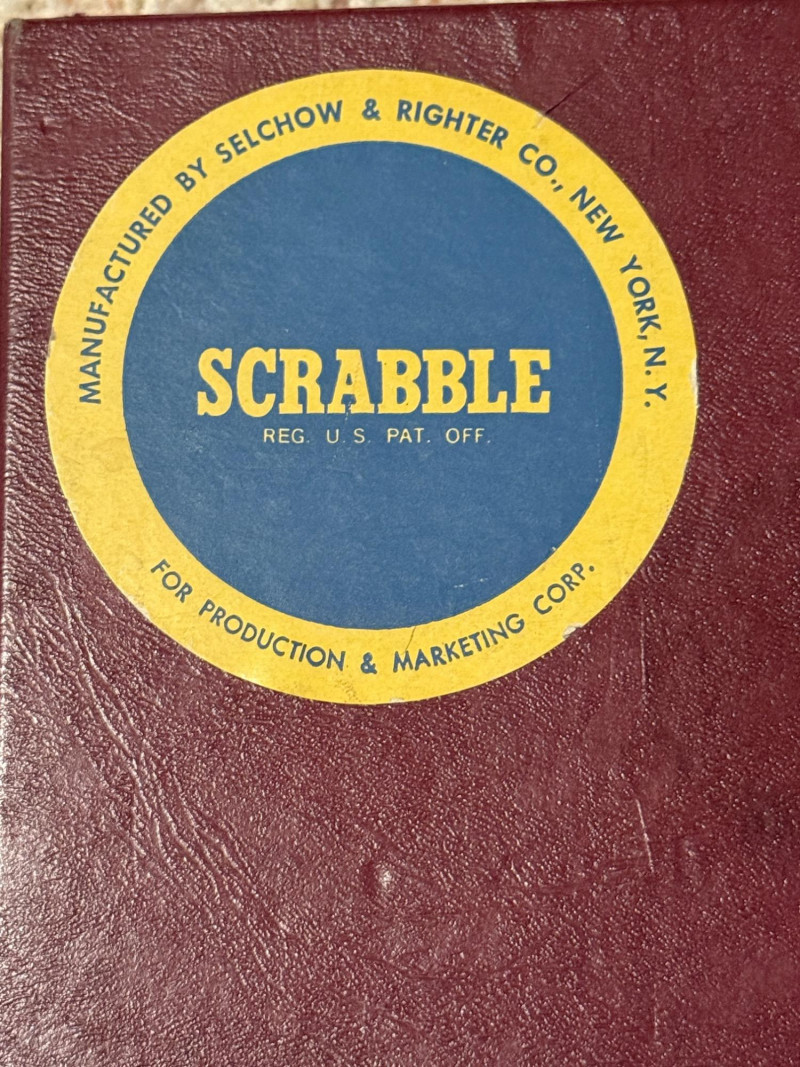 MANUFACTURED BY SELCHOW & RIGHTER CO., NEW YORK, N. Y.
SCRABBLE
REG. U. S. PAT. OFF.
FOR PRODUCTION & MARKETING CORP.